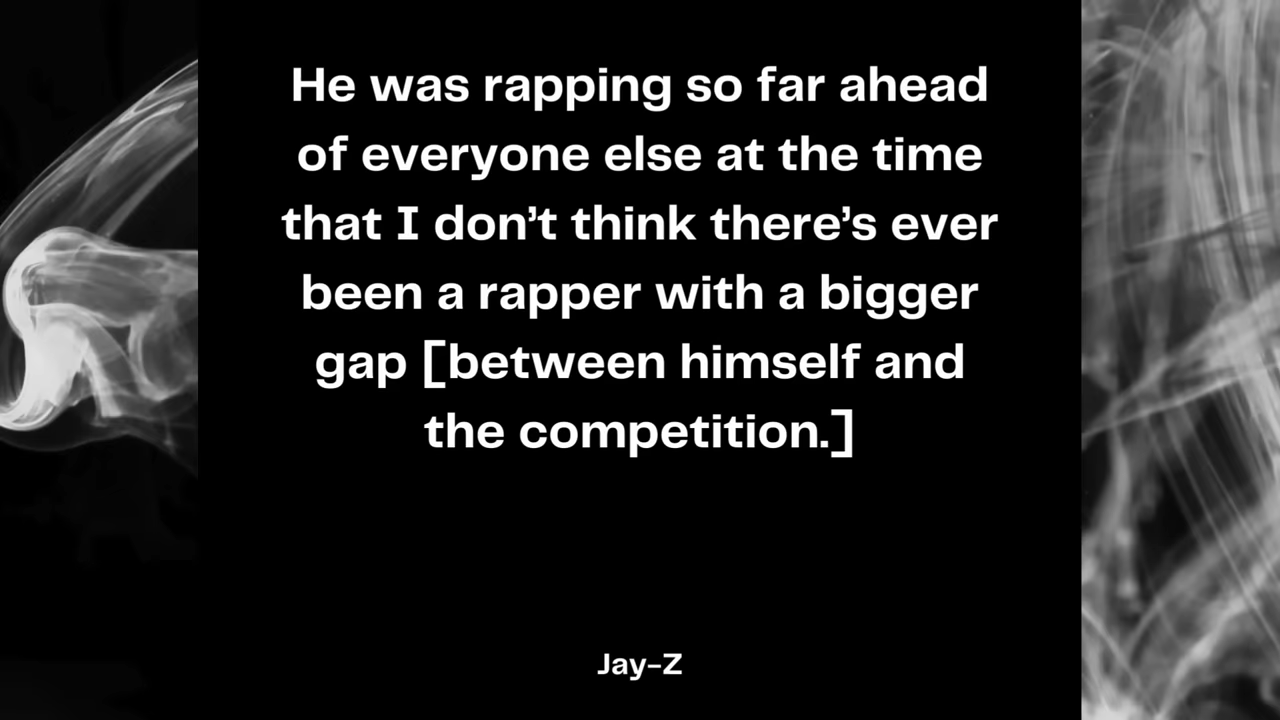 He was rapping so far ahead
of everyone else at the time
that I don’t think there’s ever
been a rapper with a bigger
gap [between himself and
the competition.]
Jay-Z